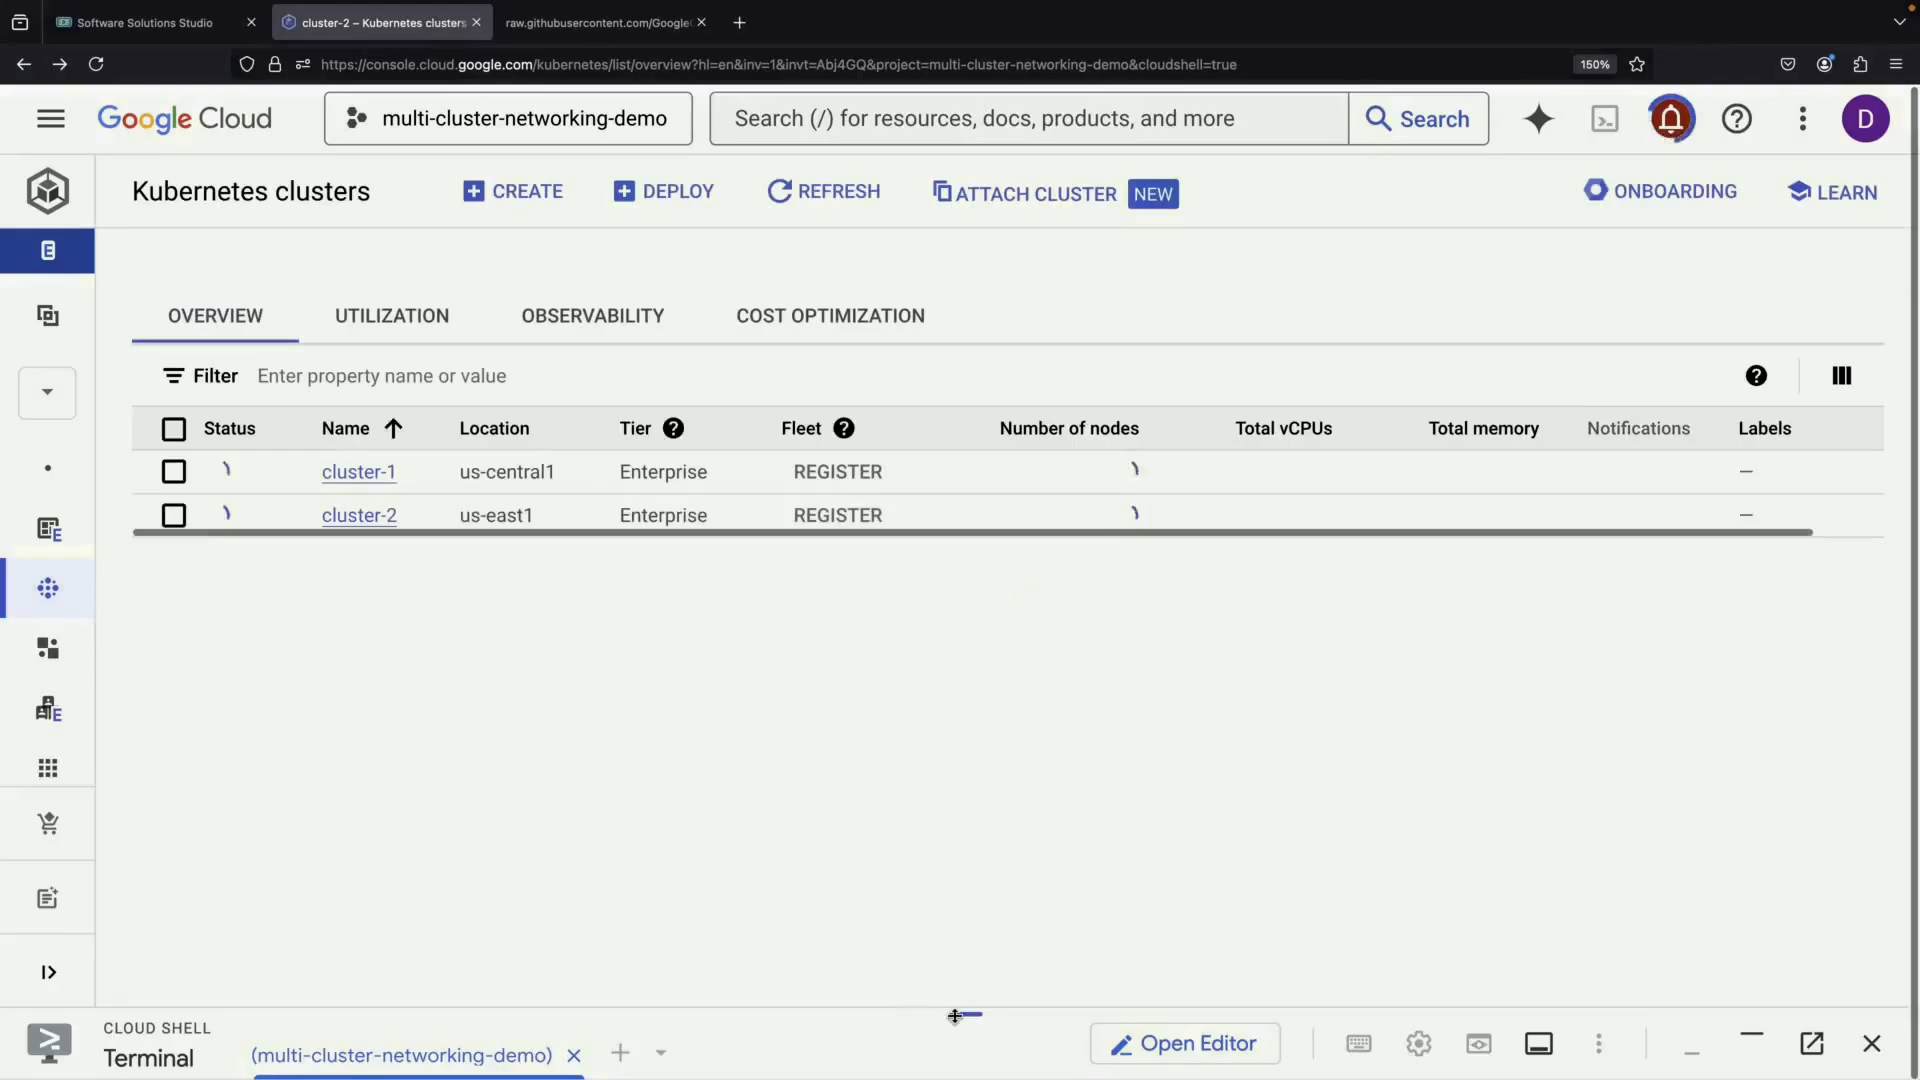 Software Solutions Studio
cluster-2 – Kubernetes clusters
raw.githubusercontent.com/Google
https://console.cloud.google.com/kubernetes/list/overview?hl=en&inv=1&invt=Abj4GQ&project=multi-cluster-networking-demo&cloudshell=true
150%
Google Cloud
multi-cluster-networking-demo
Search (/) for resources, docs, products, and more
Search
D
Kubernetes clusters
CREATE
DEPLOY
REFRESH
ATTACH CLUSTER NEW
ONBOARDING
LEARN
E
OVERVIEW
UTILIZATION
OBSERVABILITY
COST OPTIMIZATION
Filter Enter property name or value
Status Name Location Tier Fleet Number of nodes Total vCPUs Total memory Notifications Labels
cluster-1 us-central1 Enterprise REGISTER –
cluster-2 us-east1 Enterprise REGISTER –
E
E
CLOUD SHELL
Terminal
(multi-cluster-networking-demo)
Open Editor